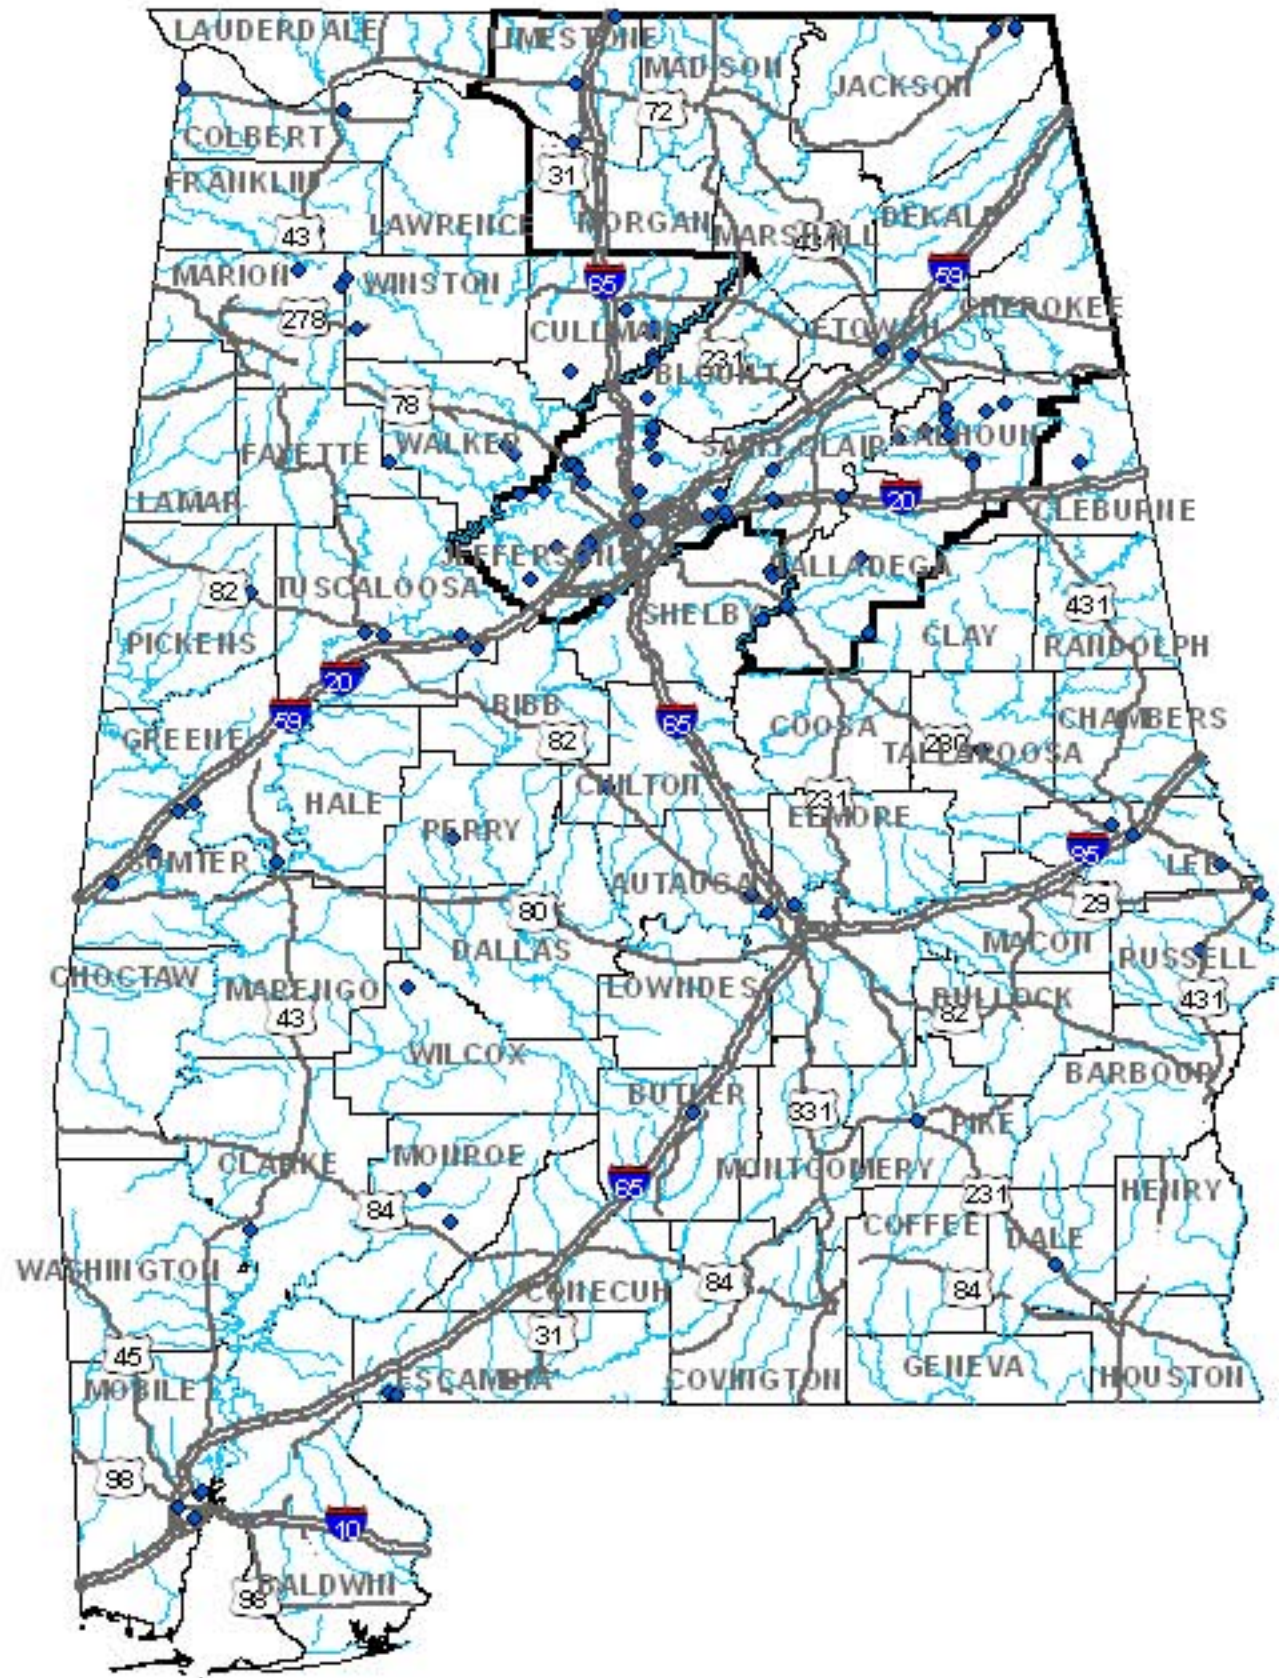 LAUDERDALE
LIMESTONE
MADISON
JACKSON
72
COLBERT
31
FRANKLIN
LAWRENCE
MORGAN
MARSHALL
431
DEKALB
43
MARION
WINSTON
65
59
CHEROKEE
278
CULLMAN
ETOWAH
231
BLOUNT
78
WALKER
SAINT CLAIR
CALHOUN
FAYETTE
LAMAR
20
CLEBURNE
JEFFERSON
TALLADEGA
82
TUSCALOOSA
SHELBY
431
PICKENS
CLAY
RANDOLPH
20
59
BIBB
65
COOSA
CHAMBERS
GREENE
82
280
TALLAPOOSA
HALE
CHILTON
231
ELMORE
PERRY
85
SUMTER
LEE
AUTAUGA
80
29
DALLAS
MACON
RUSSELL
CHOCTAW
MARENGO
LOWNDES
BULLOCK
431
43
82
WILCOX
BARBOUR
BUTLER
331
PIKE
CLARKE
MONROE
MONTGOMERY
65
HENRY
84
231
COFFEE
DALE
WASHINGTON
84
84
CONECUH
31
45
MOBILE
ESCAMBIA
COVINGTON
GENEVA
HOUSTON
98
10
98
BALDWIN